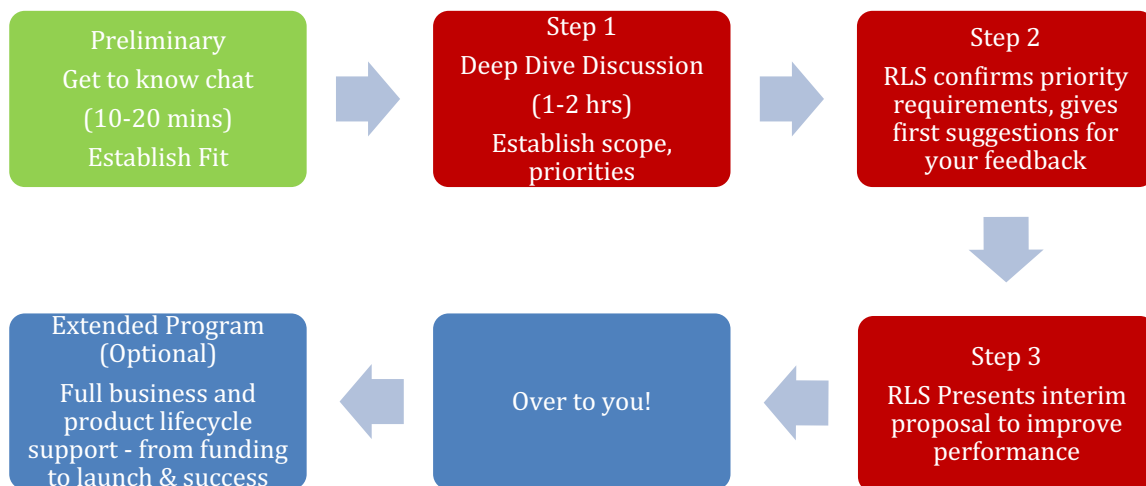 Preliminary
Get to know chat
(10-20 mins)
Establish Fit
Step 1
Deep Dive Discussion
(1-2 hrs)
Establish scope,
priorities
Step 2
RLS confirms priority
requirements, gives
first suggestions for
your feedback
Step 3
RLS Presents interim
proposal to improve
performance
Over to you!
Extended Program
(Optional)
Full business and
product lifecycle
support - from funding
to launch & success